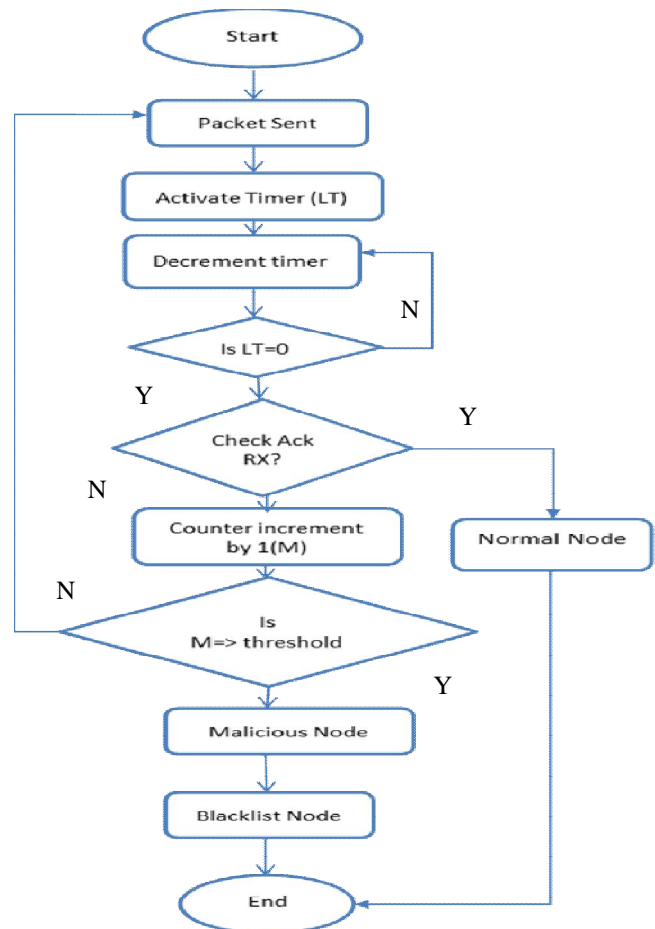 Start
Packet Sent
Activate Timer (LT)
Decrement timer
N
Is LT=0
Y
Y
Check Ack
RX?
N
Counter increment
by 1(M)
Normal Node
N
Is
M=> threshold
Y
Malicious Node
Blacklist Node
End